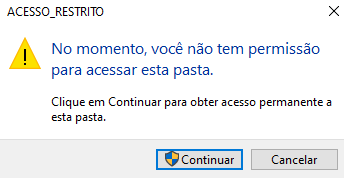 ACESSO_RESTRITO
No momento, você não tem permissão
para acessar esta pasta.
Clique em Continuar para obter acesso permanente a
esta pasta.
Continuar
Cancelar